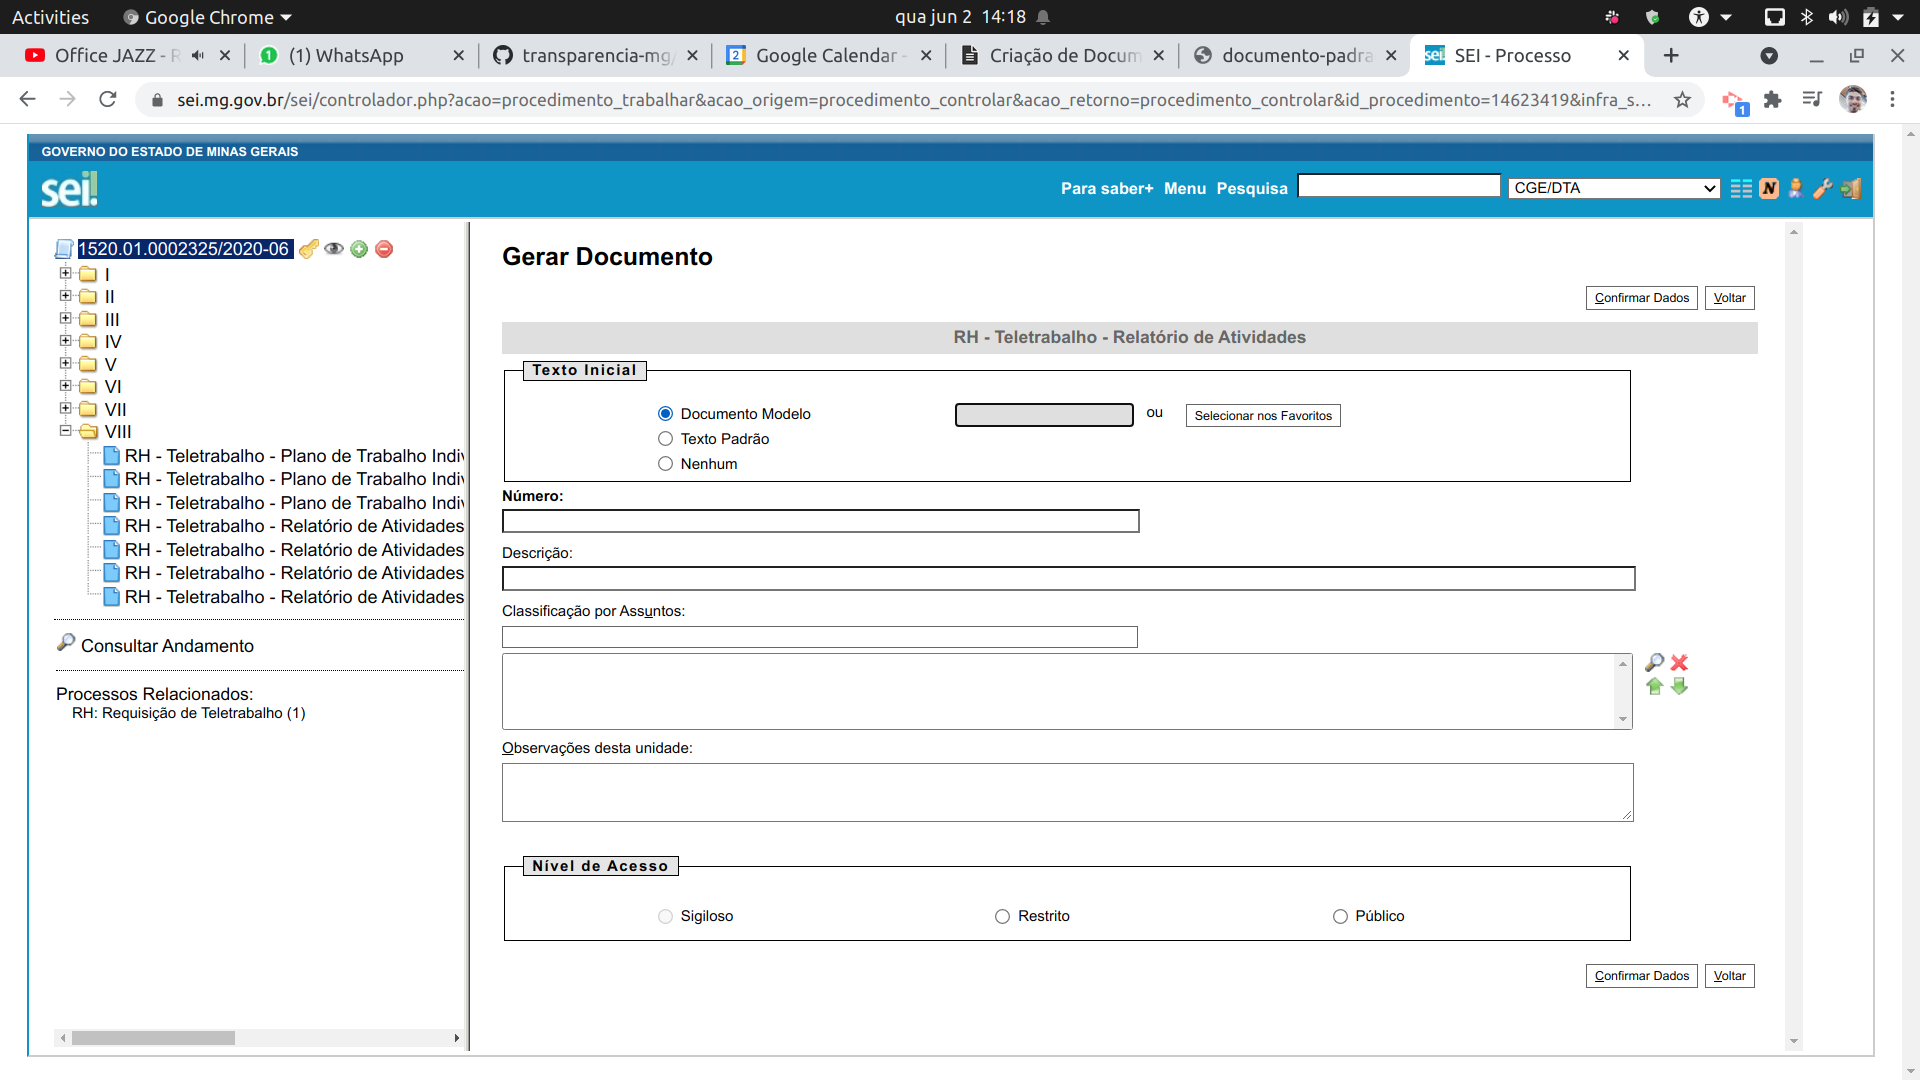 Activities
Google Chrome
qua jun 2 14:18
Office JAZZ - R
(1) WhatsApp
transparencia-mg/
Google Calendar -
Criação de Docum
documento-padra
SEI - Processo
sei.mg.gov.br/sei/controlador.php?acao=procedimento_trabalhar&acao_origem=procedimento_controlar&acao_retorno=procedimento_controlar&id_procedimento=14623419&infra_s...
GOVERNO DO ESTADO DE MINAS GERAIS
sei!
Para saber+ Menu Pesquisa
CGE/DTA
1520.01.0002325/2020-06
I
II
III
IV
V
VI
VII
VIII
RH - Teletrabalho - Plano de Trabalho Indiv
RH - Teletrabalho - Plano de Trabalho Indiv
RH - Teletrabalho - Plano de Trabalho Indiv
RH - Teletrabalho - Relatório de Atividades
RH - Teletrabalho - Relatório de Atividades
RH - Teletrabalho - Relatório de Atividades
RH - Teletrabalho - Relatório de Atividades
Consultar Andamento
Processos Relacionados:
RH: Requisição de Teletrabalho (1)
Gerar Documento
Confirmar Dados Voltar
RH - Teletrabalho - Relatório de Atividades
Texto Inicial
Documento Modelo ou Selecionar nos Favoritos
Texto Padrão
Nenhum
Número:
Descrição:
Classificação por Assuntos:
Observações desta unidade:
Nível de Acesso
Sigiloso Restrito Público
Confirmar Dados Voltar